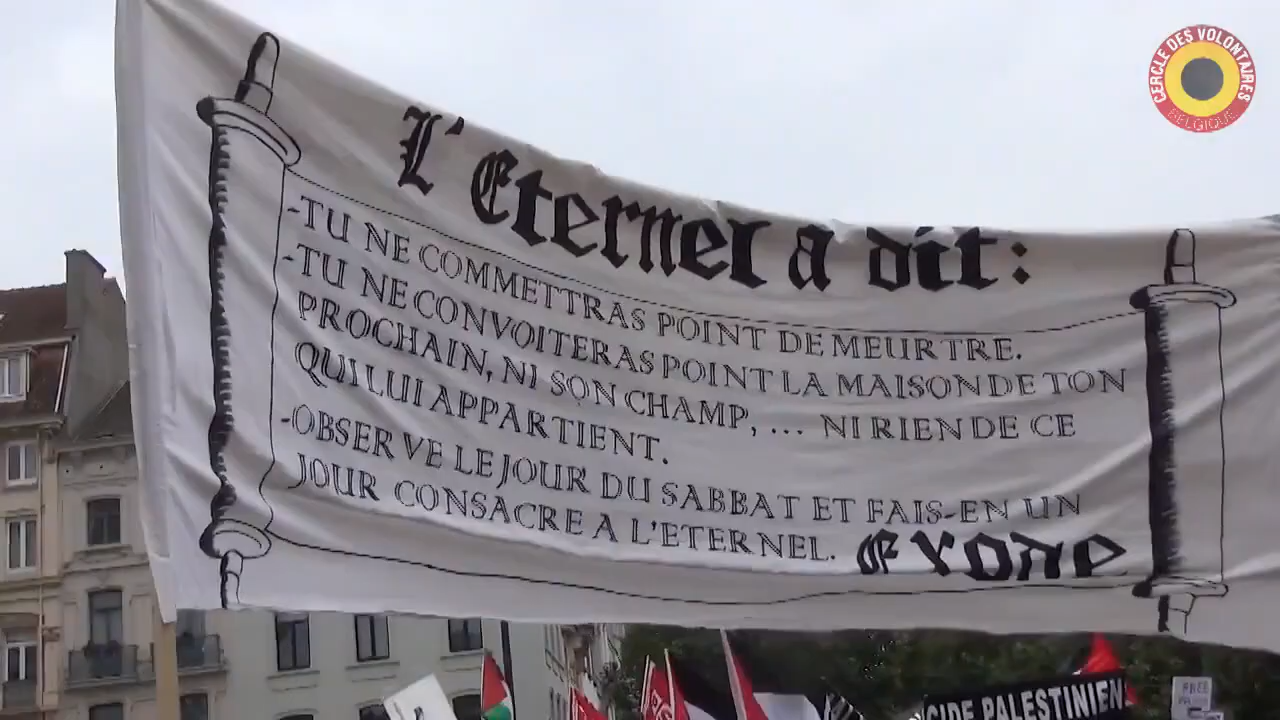 CERCLE DES VOLONTAIRES
BELGIQUE
L'Eternel a dit:
-TU NE COMMETTRAS POINT DE MEURTRE.
-TU NE CONVOITERAS POINT LA MAISON DE TON
PROCHAIN, NI SON CHAMP, ... NI RIEN DE CE
QUI LUI APPARTIENT.
-OBSERVE LE JOUR DU SABBAT ET FAIS-EN UN
JOUR CONSACRE A L'ETERNEL.
Exode
CIDE PALESTINIEN
FREE